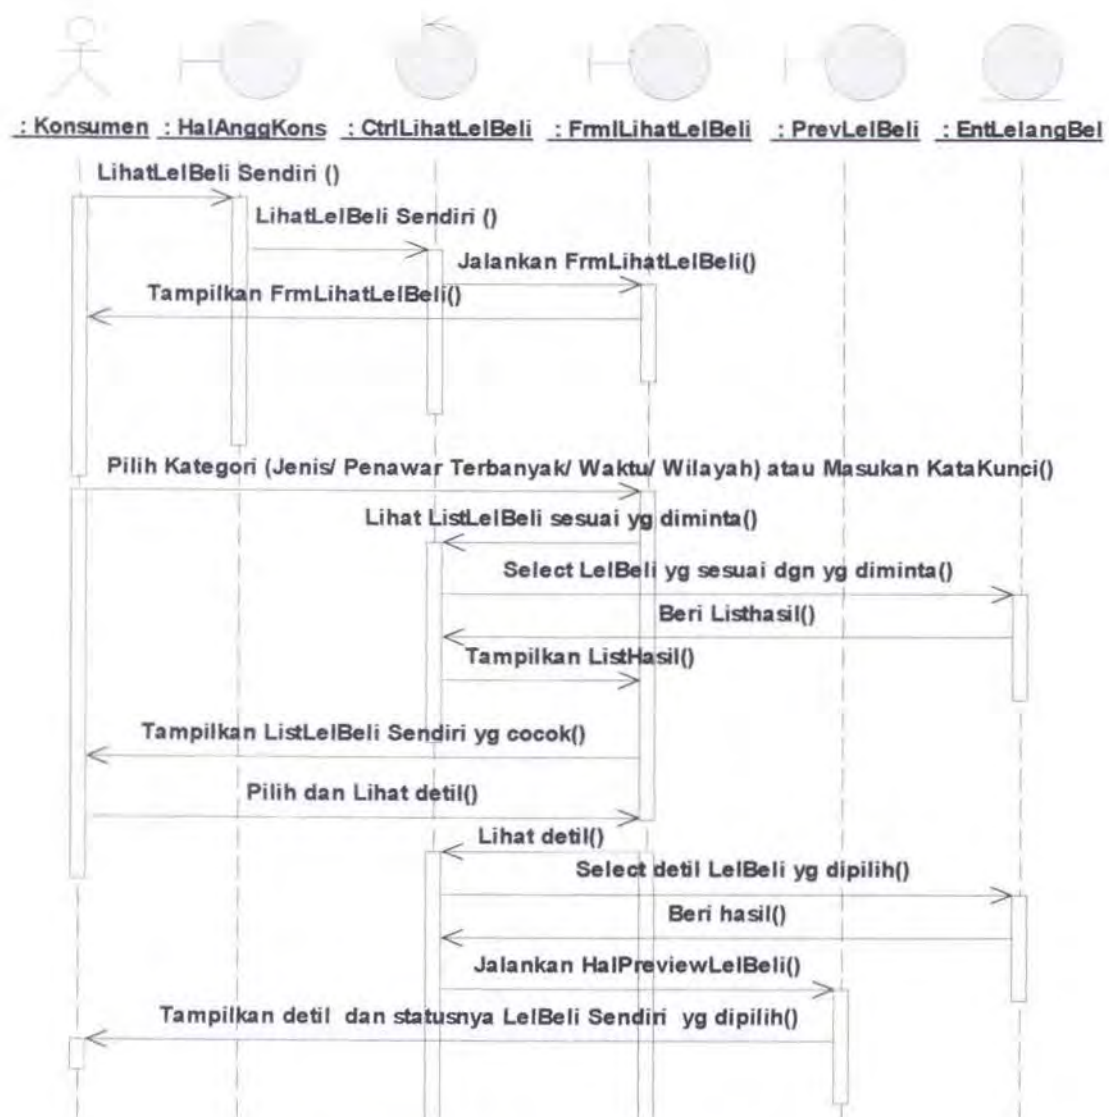 : Konsumen : HalAnggKons : CtrlLihatLelBeli : FrmlLihatLelBeli : PrevLelBeli : EntLelangBel
LihatLelBeli Sendiri ()
LihatLelBeli Sendiri ()
Jalankan FrmLihatLelBeli()
Tampilkan FrmLihatLelBeli()
Pilih Kategori (Jenis/ Penawar Terbanyak/ Waktu/ Wilayah) atau Masukan KataKunci()
Lihat ListLelBeli sesuai yg diminta()
Select LelBeli yg sesuai dgn yg diminta()
Beri Listhasil()
Tampilkan ListHasil()
Tampilkan ListLelBeli Sendiri yg cocok()
Pilih dan Lihat detil()
Lihat detil()
Select detil LelBeli yg dipilih()
Beri hasil()
Jalankan HalPreviewLelBeli()
Tampilkan detil dan statusnya LelBeli Sendiri yg dipilih()